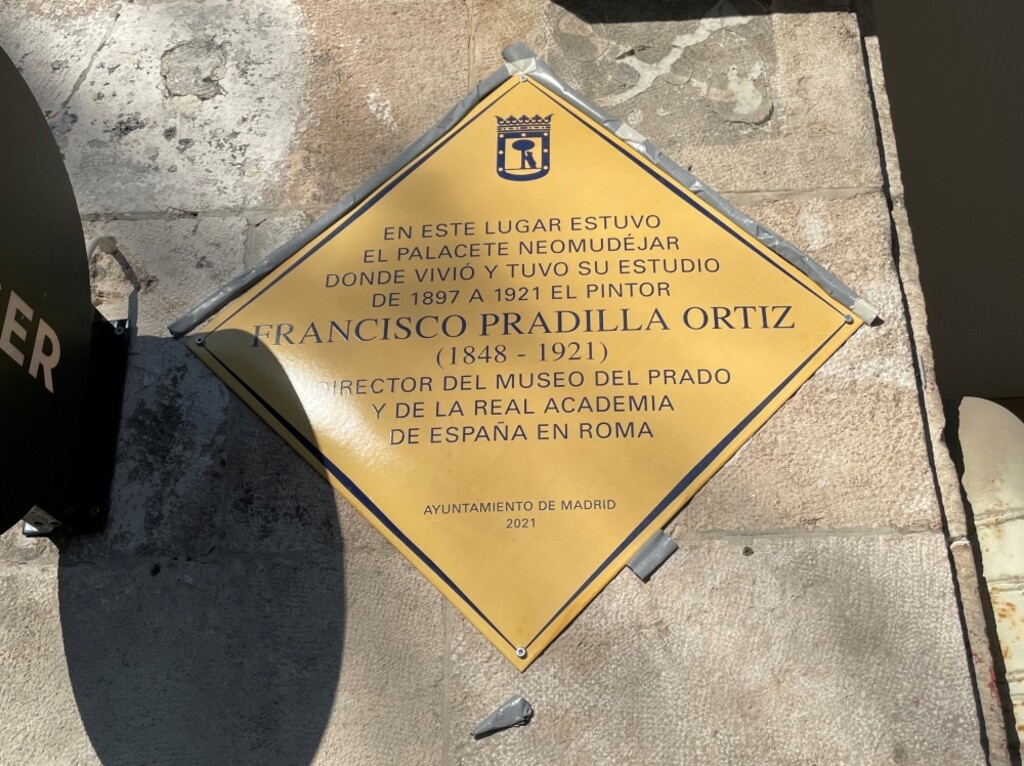 EN ESTE LUGAR ESTUVO
EL PALACETE NEOMUDÉJAR
DONDE VIVIÓ Y TUVO SU ESTUDIO
DE 1897 A 1921 EL PINTOR
FRANCISCO PRADILLA ORTIZ
(1848 - 1921)
DIRECTOR DEL MUSEO DEL PRADO
Y DE LA REAL ACADEMIA
DE ESPAÑA EN ROMA
AYUNTAMIENTO DE MADRID
2021